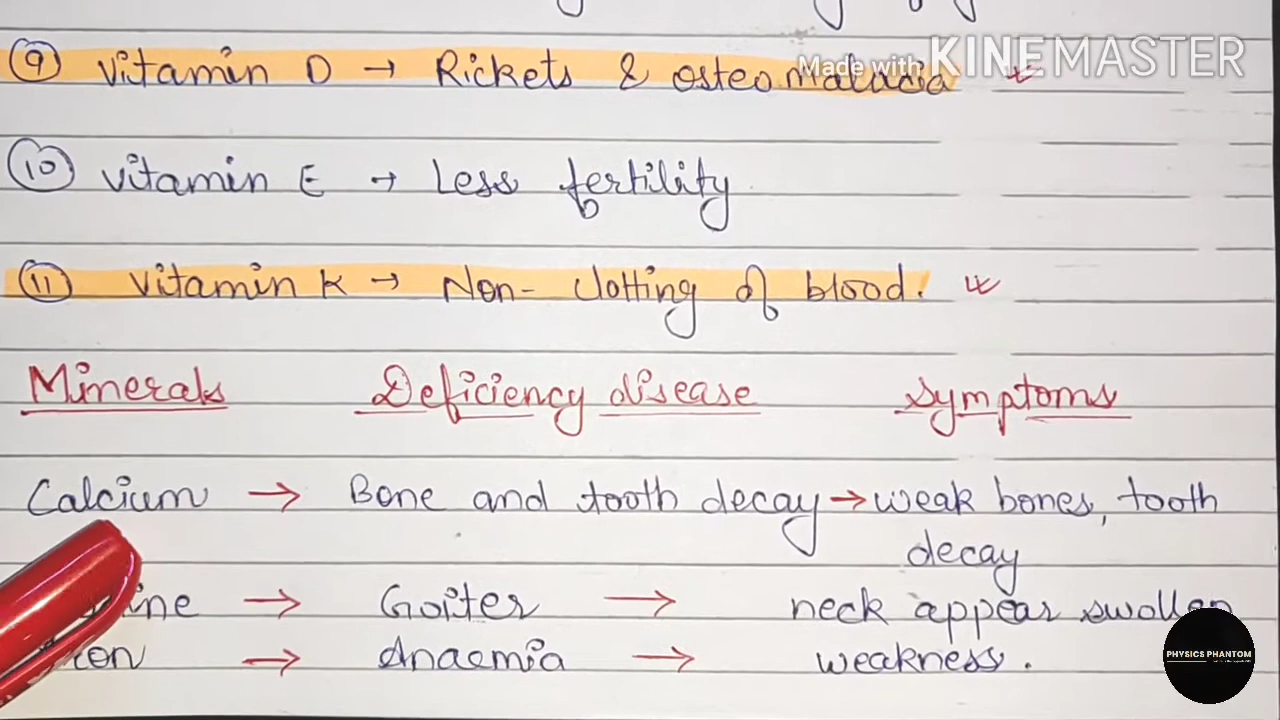 Made with KINEMASTER
⑨ Vitamin D → Rickets & osteomalacia
⑩ Vitamin E → Less fertility
⑪ Vitamin K → Non-clotting of blood.
Minerals Deficiency disease Symptoms
Calcium → Bone and tooth decay → weak bones, tooth
decay
ine → Goiter → neck appear swollen
→ Anaemia → weakness.
PHYSICS PHANTOM